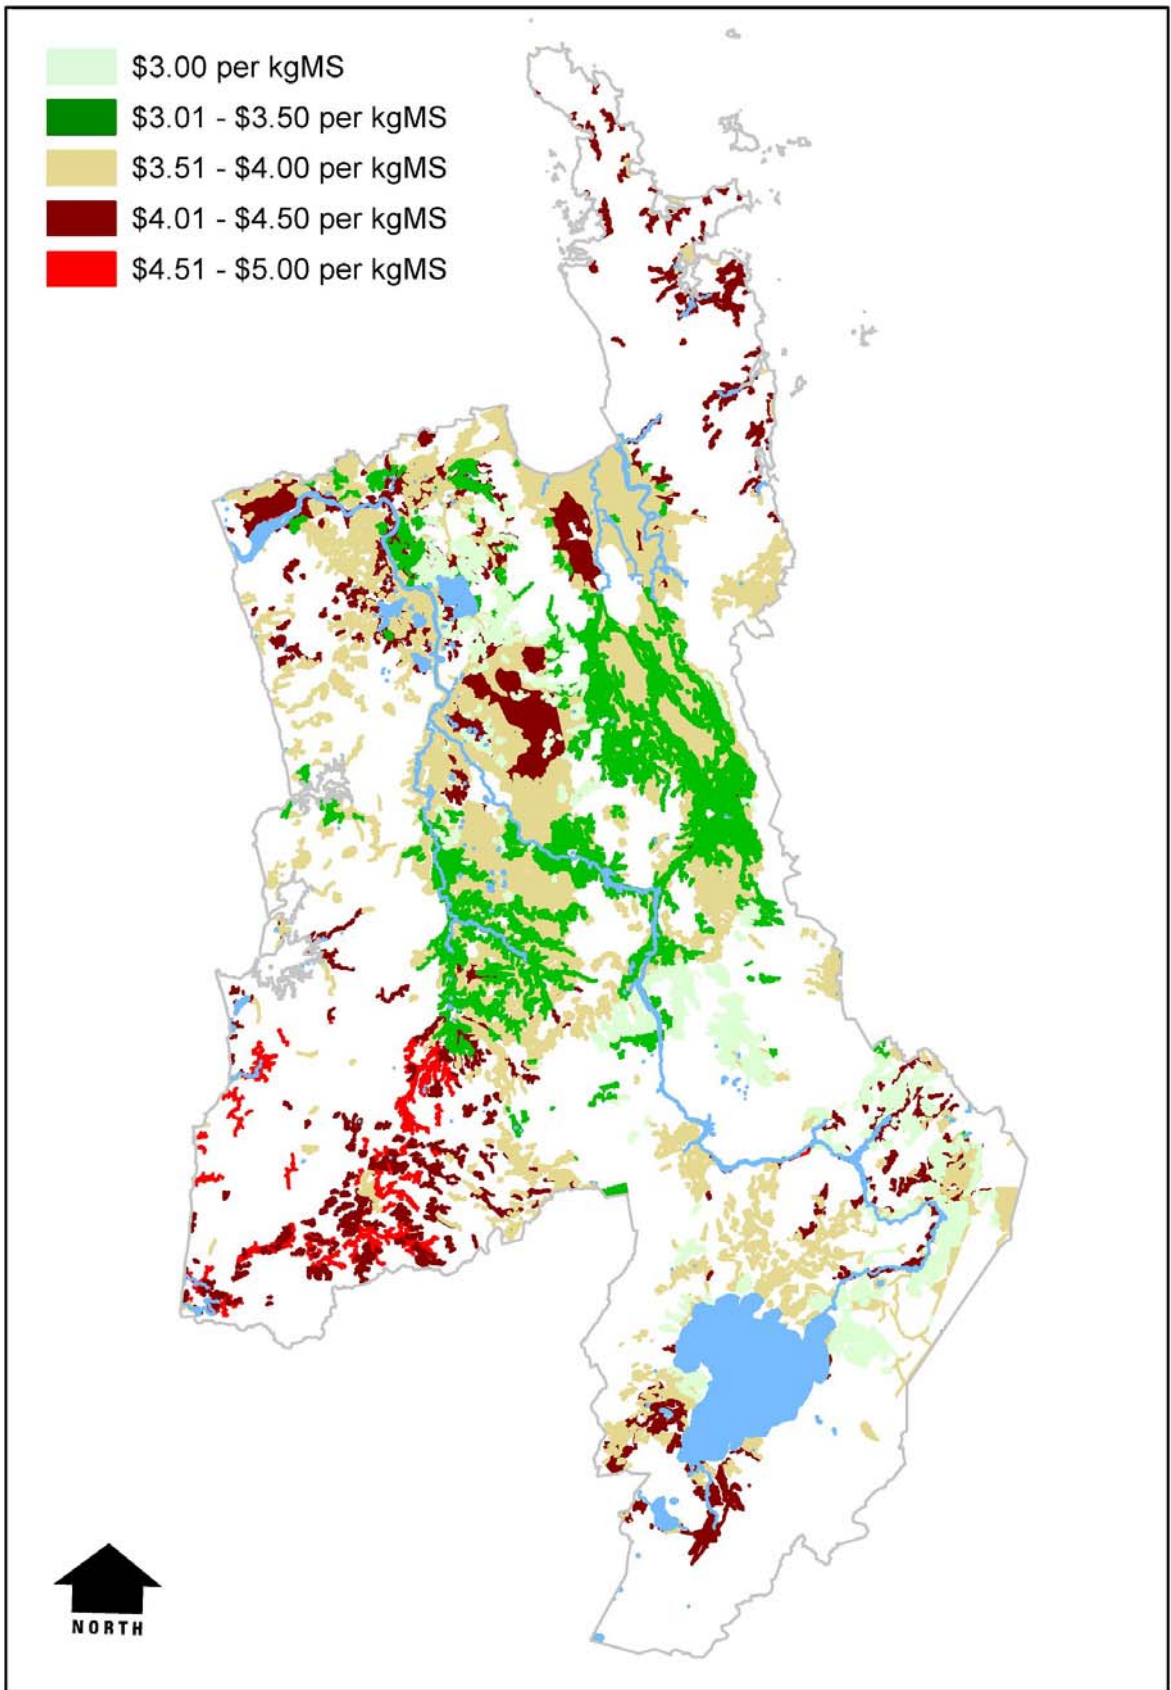 $3.00 per kgMS
$3.01 - $3.50 per kgMS
$3.51 - $4.00 per kgMS
$4.01 - $4.50 per kgMS
$4.51 - $5.00 per kgMS
NORTH